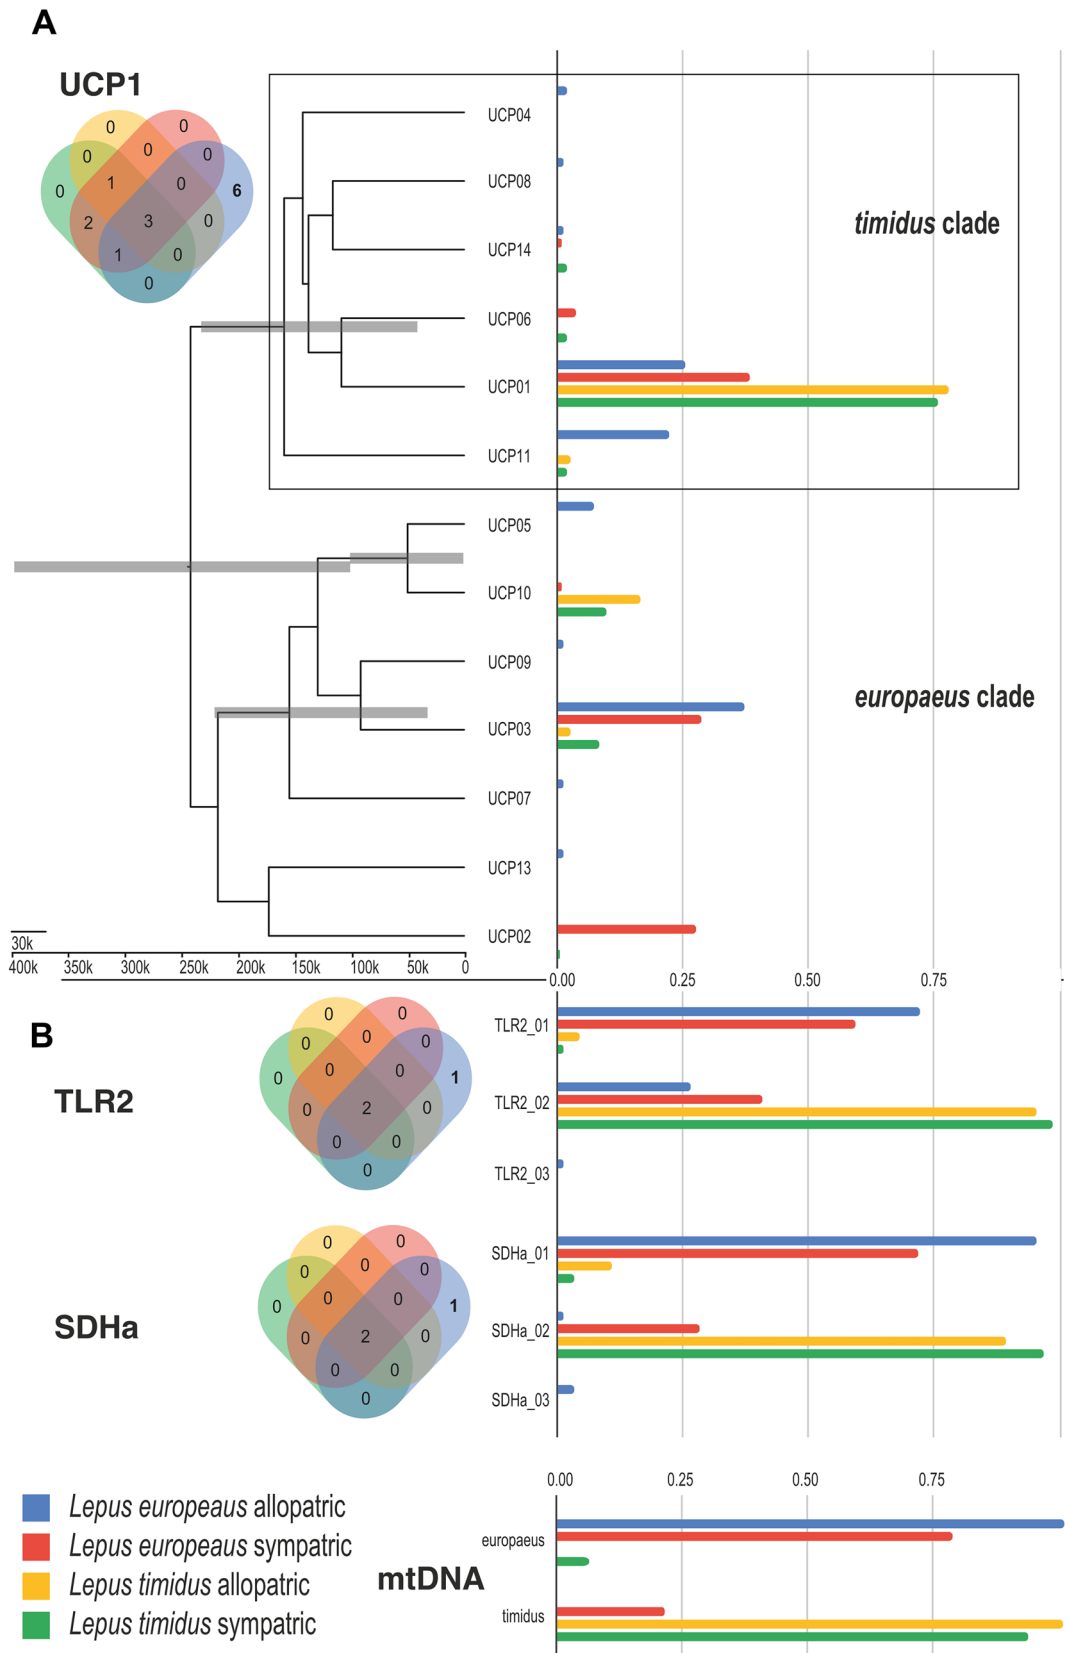 A
UCP1
0 0
0 0 0
0 1 0 6
2 3 0
1 0
0
UCP04
UCP08
UCP14
UCP06
UCP01
UCP11
timidus clade
UCP05
UCP10
UCP09
UCP03
UCP07
UCP13
UCP02
europaeus clade
30k
400k 350k 300k 250k 200k 150k 100k 50k 0
0.00 0.25 0.50 0.75
B
TLR2
0 0
0 0 0
0 0 0 1
0 2 0
0 0
0
TLR2_01
TLR2_02
TLR2_03
SDHa
0 0
0 0 0
0 0 0 1
0 2 0
0 0
0
SDHa_01
SDHa_02
SDHa_03
0.00 0.25 0.50 0.75
Lepus europeaus allopatric
Lepus europeaus sympatric
Lepus timidus allopatric
Lepus timidus sympatric
mtDNA
europaeus
timidus